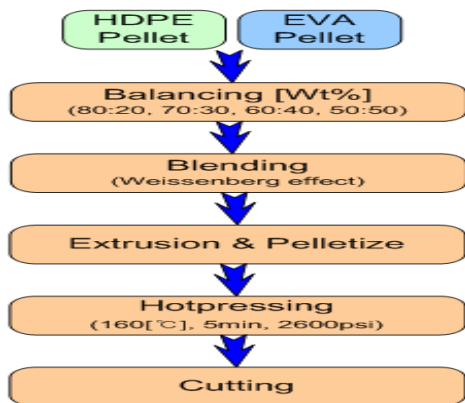 HDPE Pellet
EVA Pellet
Balancing [Wt%]
(80:20, 70:30, 60:40, 50:50)
Blending
(Weissenberg effect)
Extrusion & Pelletize
Hotpressing
(160[℃], 5min, 2600psi)
Cutting